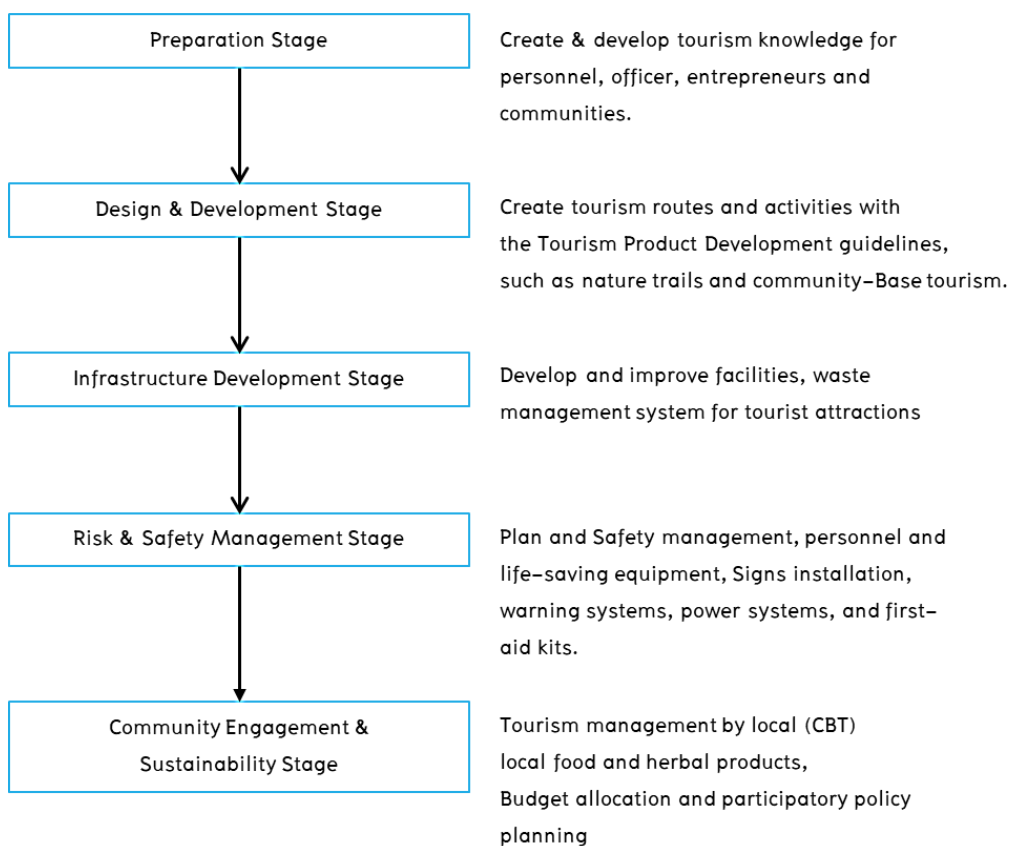 Preparation Stage
Create & develop tourism knowledge for
personnel, officer, entrepreneurs and
communities.
Design & Development Stage
Create tourism routes and activities with
the Tourism Product Development guidelines,
such as nature trails and community-Base tourism.
Infrastructure Development Stage
Develop and improve facilities, waste
management system for tourist attractions
Risk & Safety Management Stage
Plan and Safety management, personnel and
life-saving equipment, Signs installation,
warning systems, power systems, and first-
aid kits.
Community Engagement &
Sustainability Stage
Tourism management by local (CBT)
local food and herbal products,
Budget allocation and participatory policy
planning